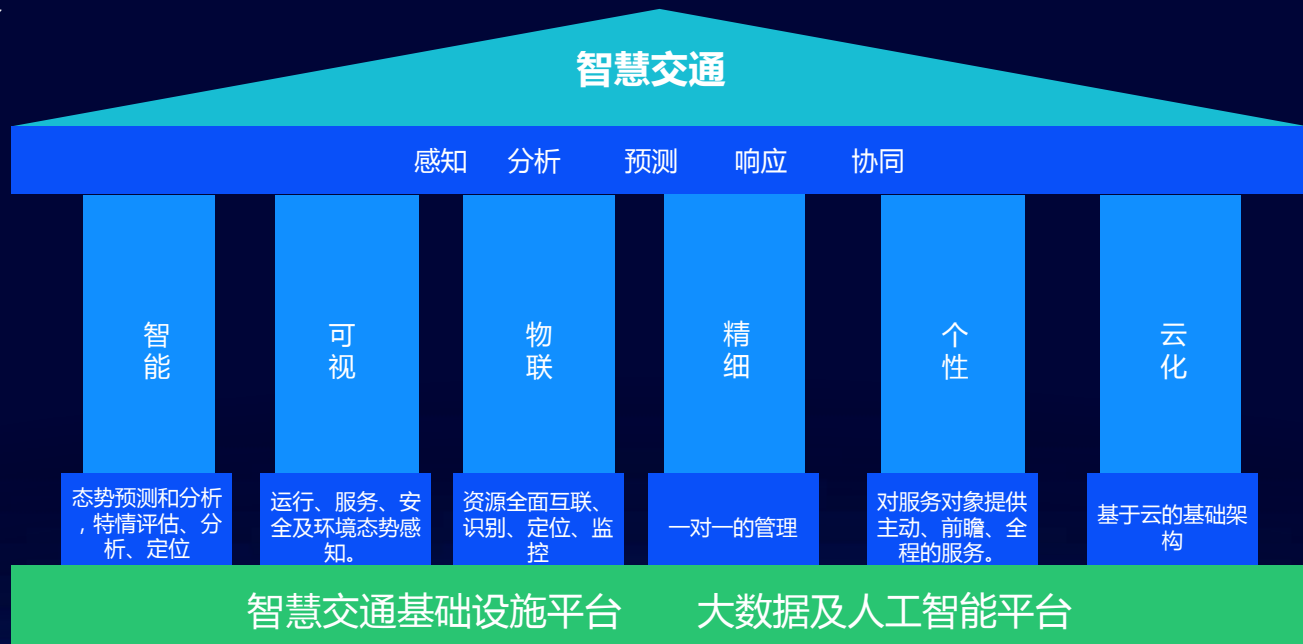 智慧交通
感知 分析 预测 响应 协同
智
能
可
视
物
联
精
细
个
性
云
化
态势预测和分析
，特情评估、分
析、定位
运行、服务、安
全及环境态势感
知。
资源全面互联、
识别、定位、监
控
一对一的管理
对服务对象提供
主动、前瞻、全
程的服务。
基于云的基础架
构
智慧交通基础设施平台 大数据及人工智能平台